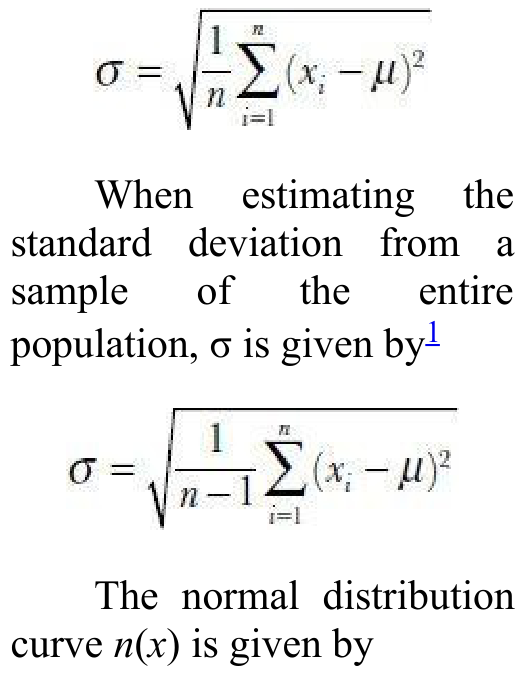 σ = √(1/n ∑_{i=1}^{n} (x_i − μ)²)
When estimating the
standard deviation from a
sample of the entire
population, σ is given by¹
σ = √(1/(n−1) ∑_{i=1}^{n} (x_i − μ)²)
The normal distribution
curve n(x) is given by